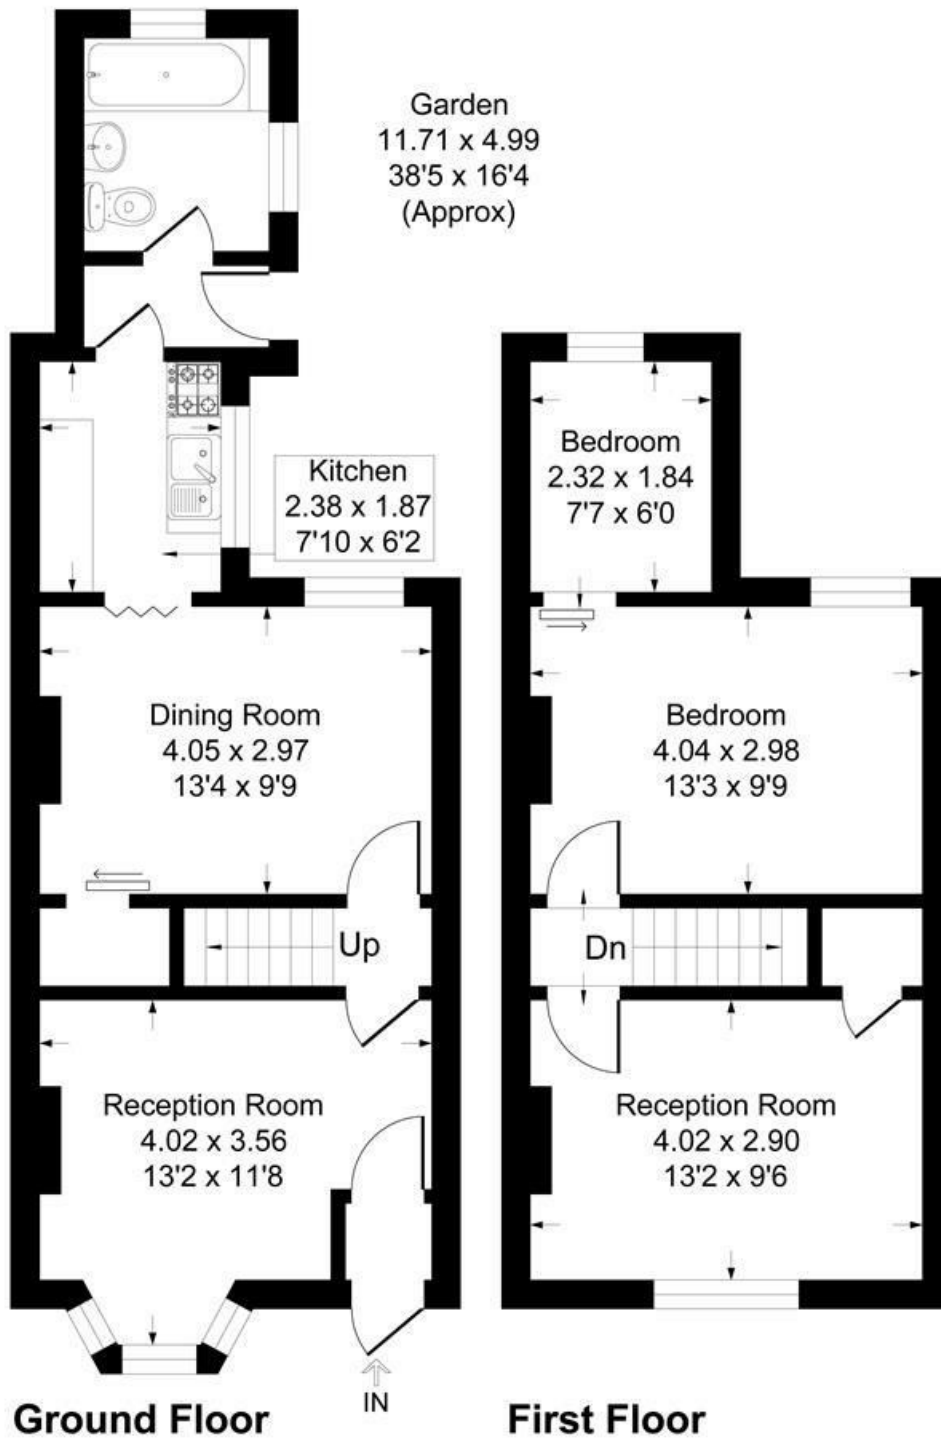 Garden
11.71 x 4.99
38'5 x 16'4
(Approx)
Kitchen
2.38 x 1.87
7'10 x 6'2
Dining Room
4.05 x 2.97
13'4 x 9'9
Up
Reception Room
4.02 x 3.56
13'2 x 11'8
IN
Ground Floor
Bedroom
2.32 x 1.84
7'7 x 6'0
Bedroom
4.04 x 2.98
13'3 x 9'9
Dn
Reception Room
4.02 x 2.90
13'2 x 9'6
First Floor